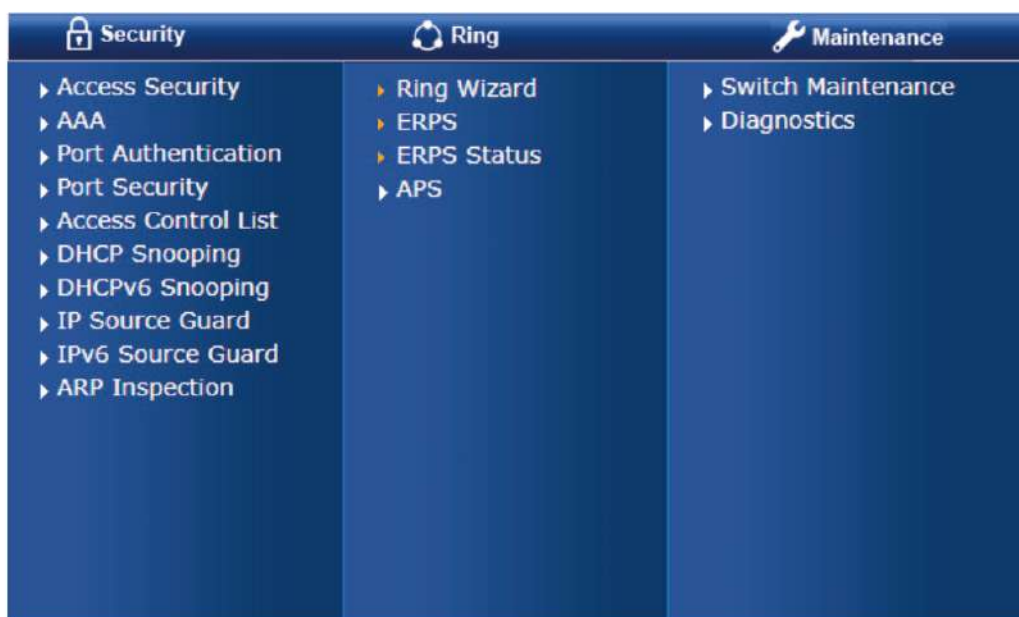 Security
Access Security
AAA
Port Authentication
Port Security
Access Control List
DHCP Snooping
DHCPv6 Snooping
IP Source Guard
IPv6 Source Guard
ARP Inspection
Ring
Ring Wizard
ERPS
ERPS Status
APS
Maintenance
Switch Maintenance
Diagnostics